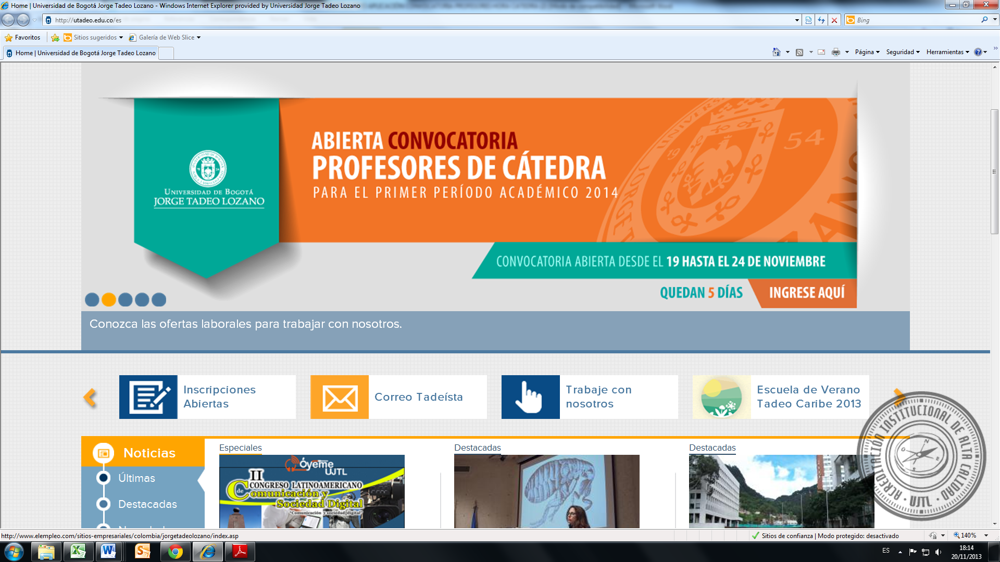 Home | Universidad de Bogotá Jorge Tadeo Lozano - Windows Internet Explorer provided by Universidad Jorge Tadeo Lozano
http://utadeo.edu.co/es
Bing
Favoritos
Sitios sugeridos
Galería de Web Slice
Home | Universidad de Bogotá Jorge Tadeo Lozano
Página
Seguridad
Herramientas
UNIVERSIDAD DE BOGOTÁ
JORGE TADEO LOZANO
ABIERTA CONVOCATORIA
PROFESORES DE CÁTEDRA
PARA EL PRIMER PERÍODO ACADÉMICO 2014
19 54
JORGE
CONVOCATORIA ABIERTA DESDE EL 19 HASTA EL 24 DE NOVIEMBRE
QUEDAN 5 DÍAS
INGRESE AQUÍ
Conozca las ofertas laborales para trabajar con nosotros.
Inscripciones
Abiertas
Correo Tadeísta
Trabaje con
nosotros
Escuela de Verano
Tadeo Caribe 2013
ACREDITACIÓN INSTITUCIONAL DE ALTA CALIDAD · UJTL ·
Noticias
Últimas
Destacadas
Especiales
óyeme
UJTL
II
CONGRESO LATINOAMERICANO
de Comunicación y
Sociedad Digital
"Comunicación y sociedad digital"
Destacadas
Destacadas
http://www.elempleo.com/sitios-empresariales/colombia/jorgetadeolozano/index.asp
Sitios de confianza | Modo protegido: desactivado
140%
ES
18:14
20/11/2013